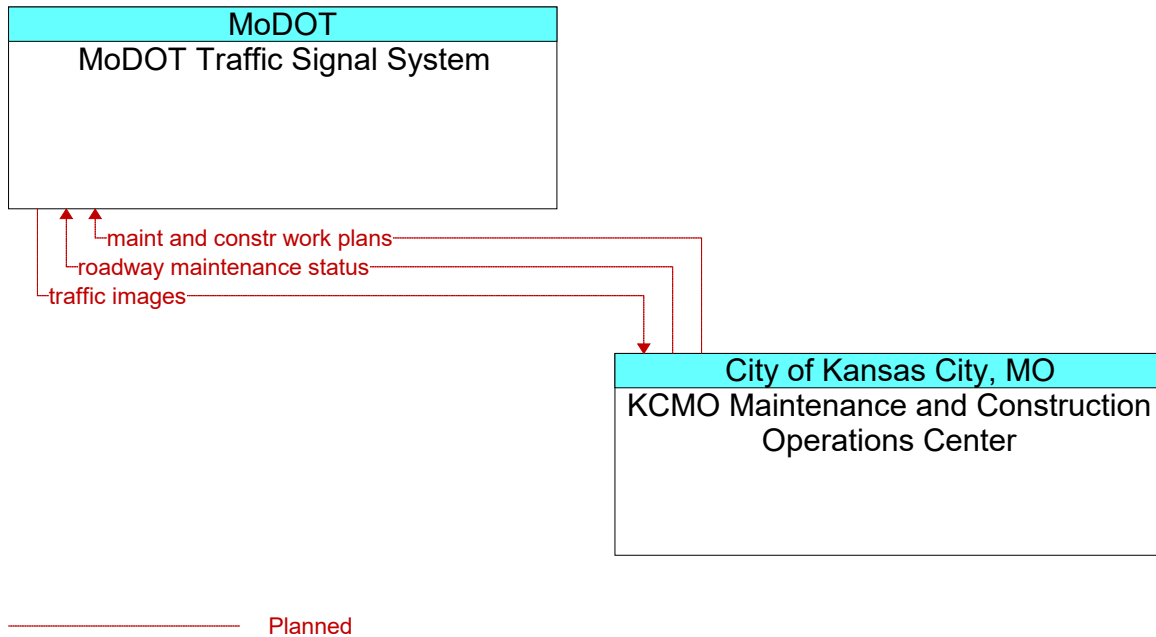 MoDOT
MoDOT Traffic Signal System
maint and constr work plans
roadway maintenance status
traffic images
City of Kansas City, MO
KCMO Maintenance and Construction
Operations Center
Planned